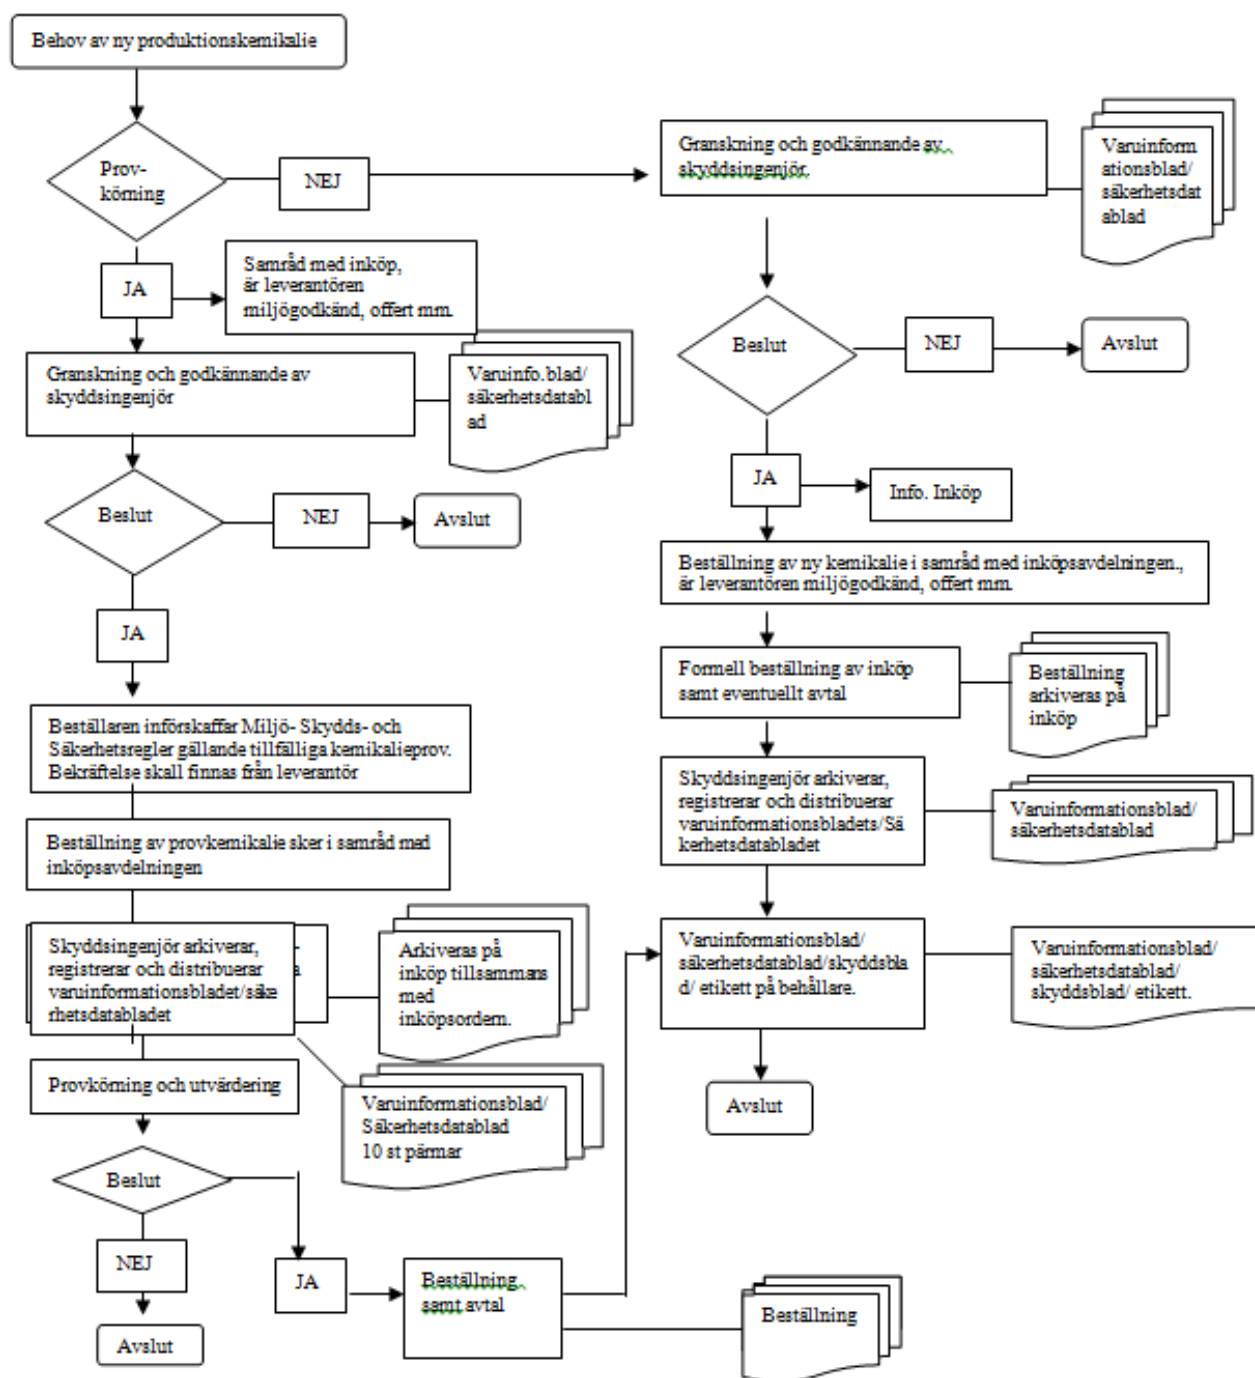 Behov av ny produktionskemikalie
Prov-
körning
NEJ
JA
Samråd med inköp,
är leverantören
miljögodkänd, offert mm.
Granskning och godkännande av
skyddsingenjör
Varuinfo.blad/
säkerhetsdatabl
ad
Beslut
NEJ
Avslut
JA
Beställaren införskaffar Miljö- Skydds- och
Säkerhetsregler gällande tillfälliga kemikalieprov.
Bekräftelse skall finnas från leverantör
Beställning av provkemikalie sker i samråd med
inköpsavdelningen
Skyddsingenjör arkiverar,
registrerar och distribuerar
varuinformationsbladet/säke
rhetsdatabladet
Arkiveras på
inköp tillsammans
med
inköpsordern.
Provkörning och utvärdering
Varuinformationsblad/
Säkerhetsdatablad
10 st pärmar
Beslut
NEJ
Avslut
JA
Beställning
samt avtal
Beställning
Granskning och godkännande av
skyddsingenjör.
Varuinform
ationsblad/
säkerhetsdat
ablad
Beslut
NEJ
Avslut
JA
Info. Inköp
Beställning av ny kemikalie i samråd med inköpsavdelningen.,
är leverantören miljögodkänd, offert mm.
Formell beställning av inköp
samt eventuellt avtal
Beställning
arkiveras på
inköp
Skyddsingenjör arkiverar,
registrerar och distribuerar
varuinformationsbladets/Sä
kerhetsdatabladet
Varuinformationsblad/
säkerhetsdatablad
Varuinformationsblad/
säkerhetsdatablad/skyddsbla
d/ etikett på behållare.
Varuinformationsblad/
säkerhetsdatablad/
skyddsblad/ etikett.
Avslut